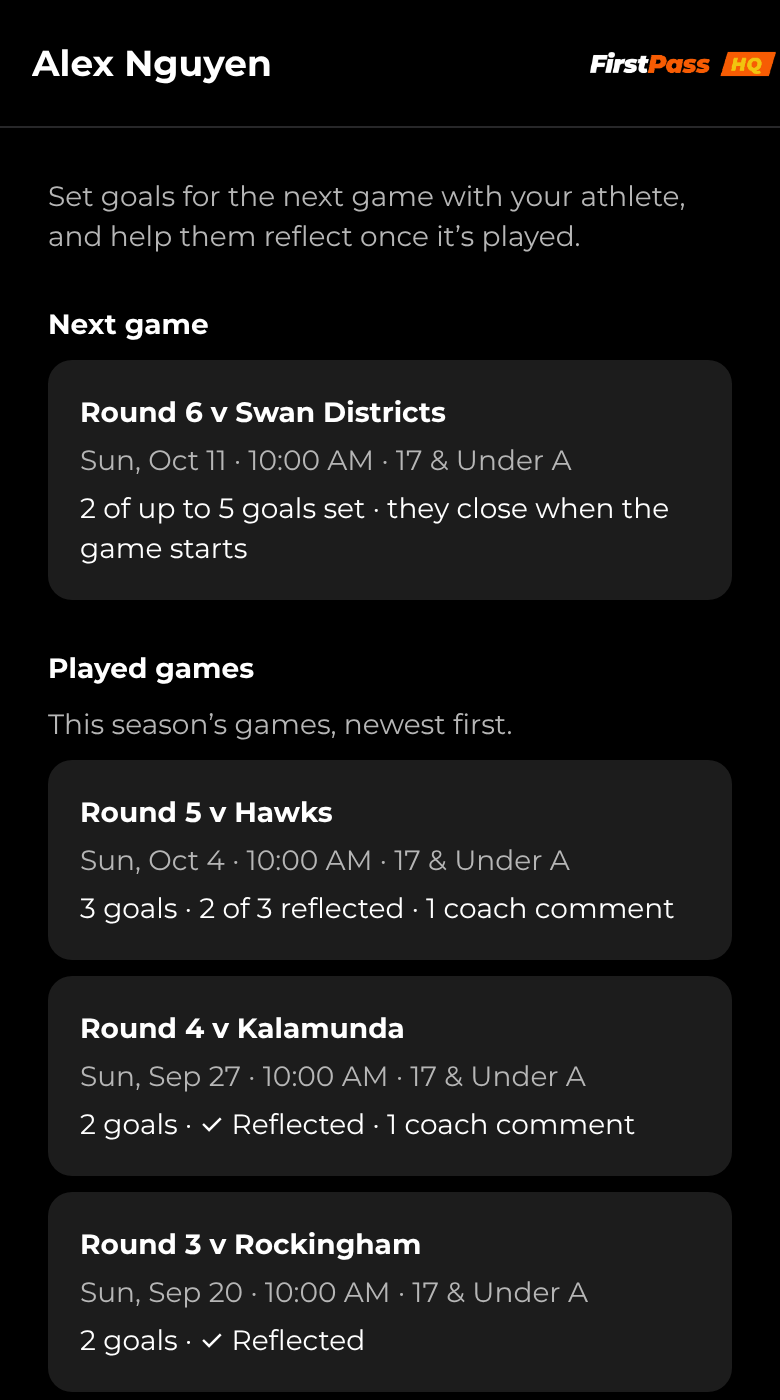 Alex Nguyen
FirstPass HQ
Set goals for the next game with your athlete,
and help them reflect once it’s played.
Next game
Round 6 v Swan Districts
Sun, Oct 11 · 10:00 AM · 17 & Under A
2 of up to 5 goals set · they close when the
game starts
Played games
This season’s games, newest first.
Round 5 v Hawks
Sun, Oct 4 · 10:00 AM · 17 & Under A
3 goals · 2 of 3 reflected · 1 coach comment
Round 4 v Kalamunda
Sun, Sep 27 · 10:00 AM · 17 & Under A
2 goals · ✓ Reflected · 1 coach comment
Round 3 v Rockingham
Sun, Sep 20 · 10:00 AM · 17 & Under A
2 goals · ✓ Reflected